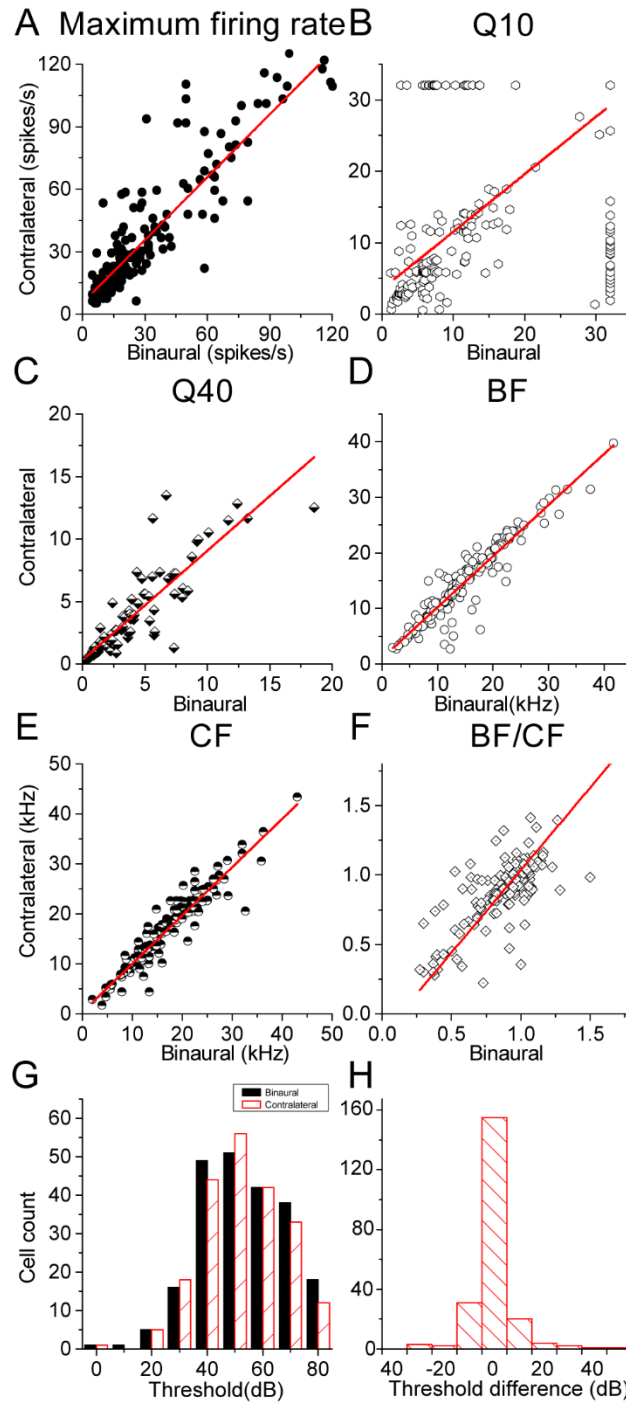 A Maximum firing rate
Contralateral (spikes/s)
120
90
60
30
0
0 30 60 90 120
Binaural (spikes/s)
B Q10
30
20
10
0
0 10 20 30
Binaural
C Q40
Contralateral
20
15
10
5
0
0 5 10 15 20
Binaural
D BF
40
30
20
10
0
0 10 20 30 40
Binaural(kHz)
E CF
Contralateral (kHz)
50
40
30
20
10
0
0 10 20 30 40 50
Binaural (kHz)
F BF/CF
1.5
1.0
0.5
0.0
0.0 0.5 1.0 1.5
Binaural
G
Binaural
Contralateral
Cell count
60
50
40
30
20
10
0
0 20 40 60 80
Threshold(dB)
H
160
120
80
40
0
40 -20 0 20 40
Threshold difference (dB)